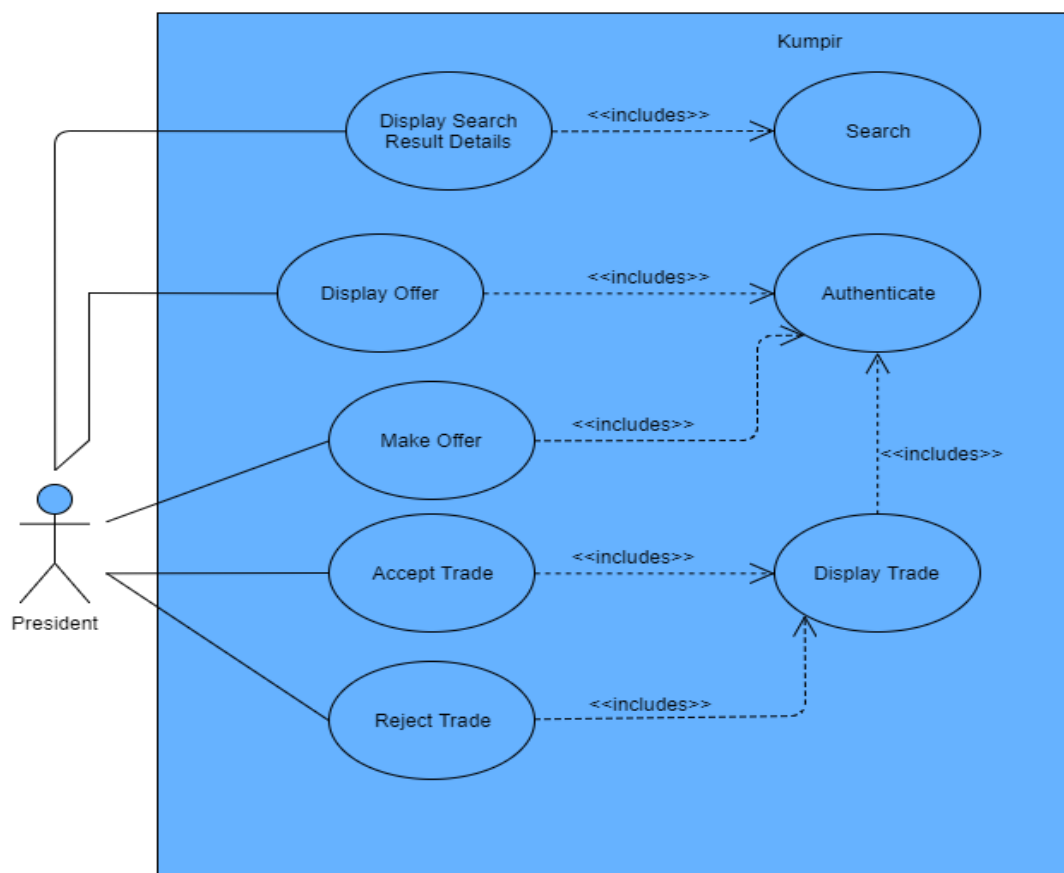 Kumpir
Display Search
Result Details
<<includes>>
Search
Display Offer
<<includes>>
Authenticate
Make Offer
<<includes>>
<<includes>>
Accept Trade
<<includes>>
Display Trade
President
Reject Trade
<<includes>>